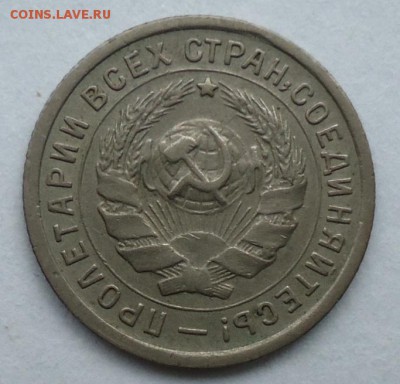 COINS.LAVE.RU
ПРОЛЕТАРИИ ВСЕХ СТРАН, СОЕДИНЯЙТЕСЬ! —